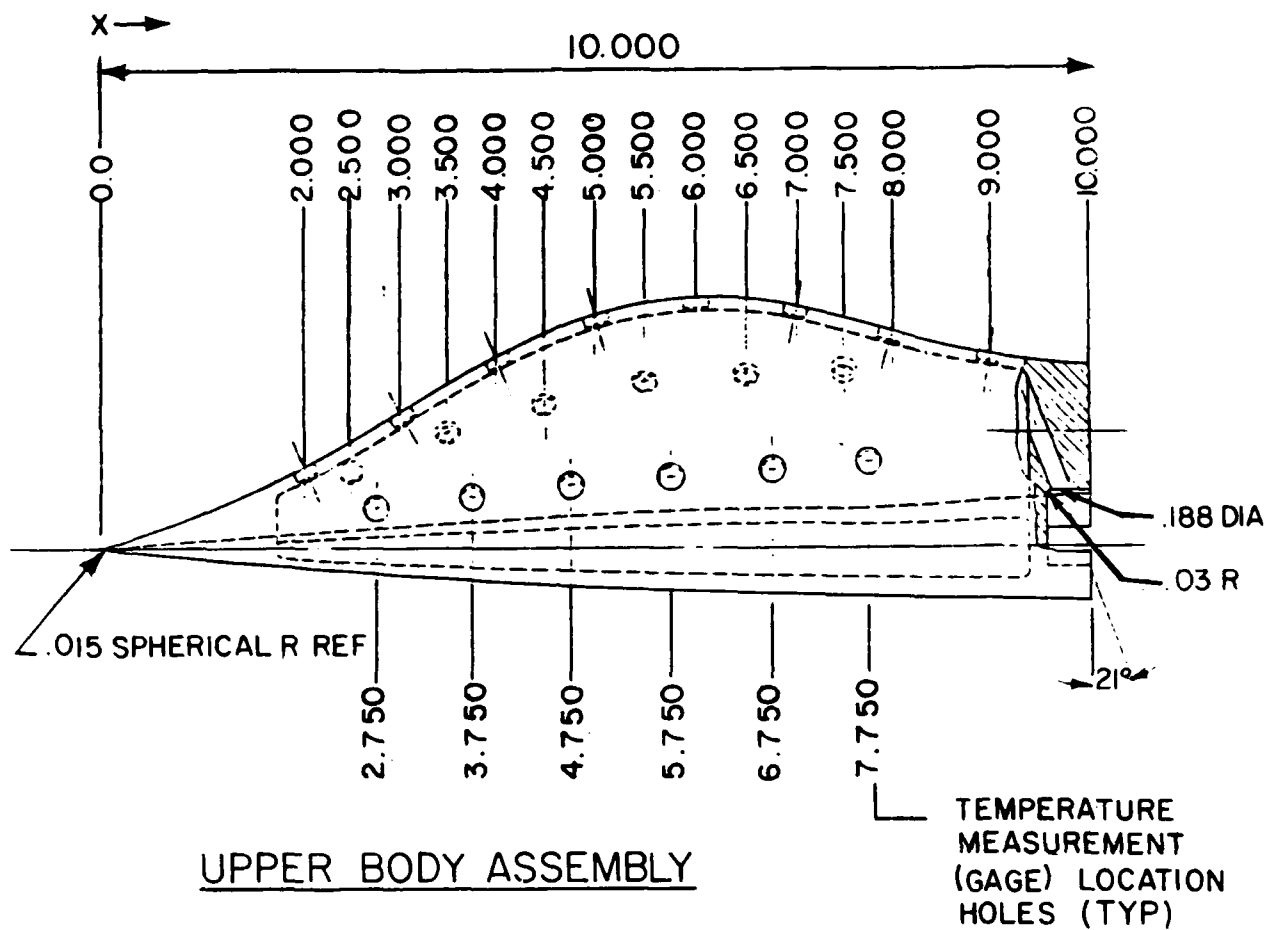 X
10.000
0.0
2.000
2.500
3.000
3.500
4.000
4.500
5.000
5.500
6.000
6.500
7.000
7.500
8.000
9.000
10.000
.188 DIA
.03 R
.015 SPHERICAL R REF
21°
2.750
3.750
4.750
5.750
6.750
7.750
TEMPERATURE
MEASUREMENT
(GAGE) LOCATION
HOLES (TYP)
UPPER BODY ASSEMBLY